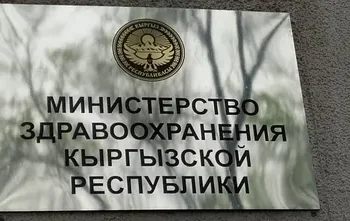 МИНИСТЕРСТВО
ЗДРАВООХРАНЕНИЯ
КЫРГЫЗСКОЙ
РЕСПУБЛИКИ